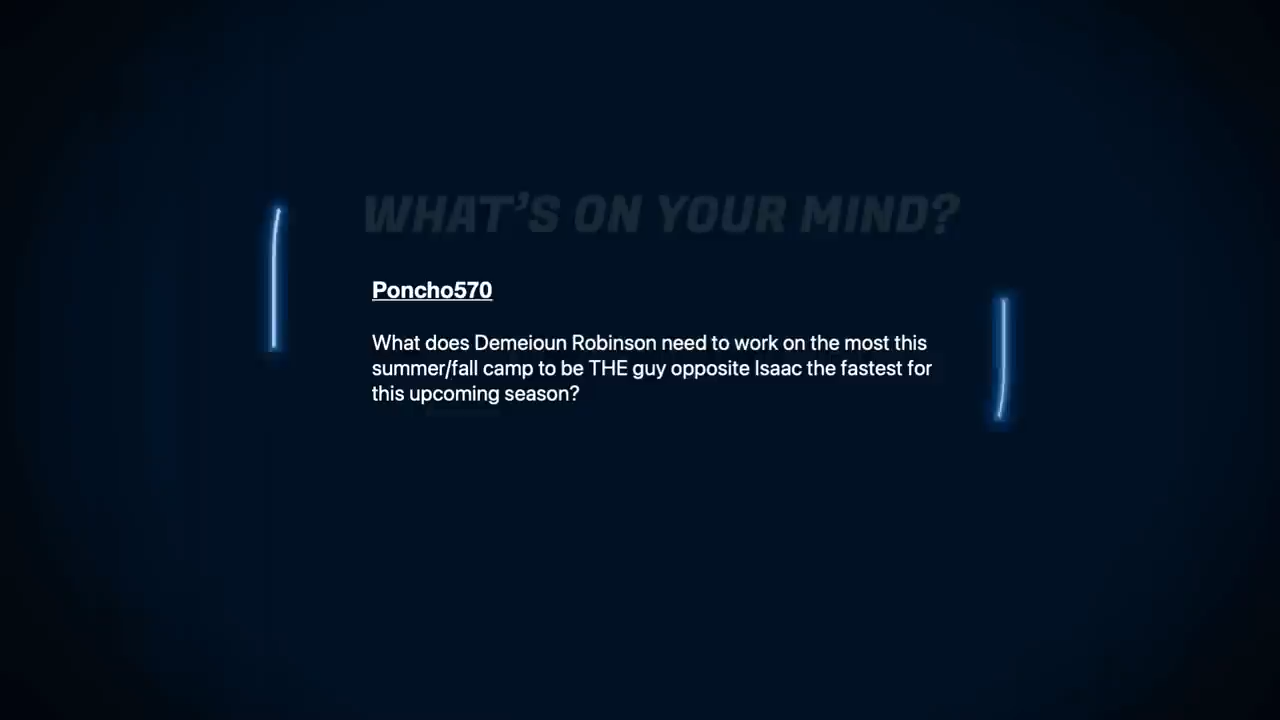 WHAT'S ON YOUR MIND?
Poncho570
What does Demeioun Robinson need to work on the most this
summer/fall camp to be THE guy opposite Isaac the fastest for
this upcoming season?